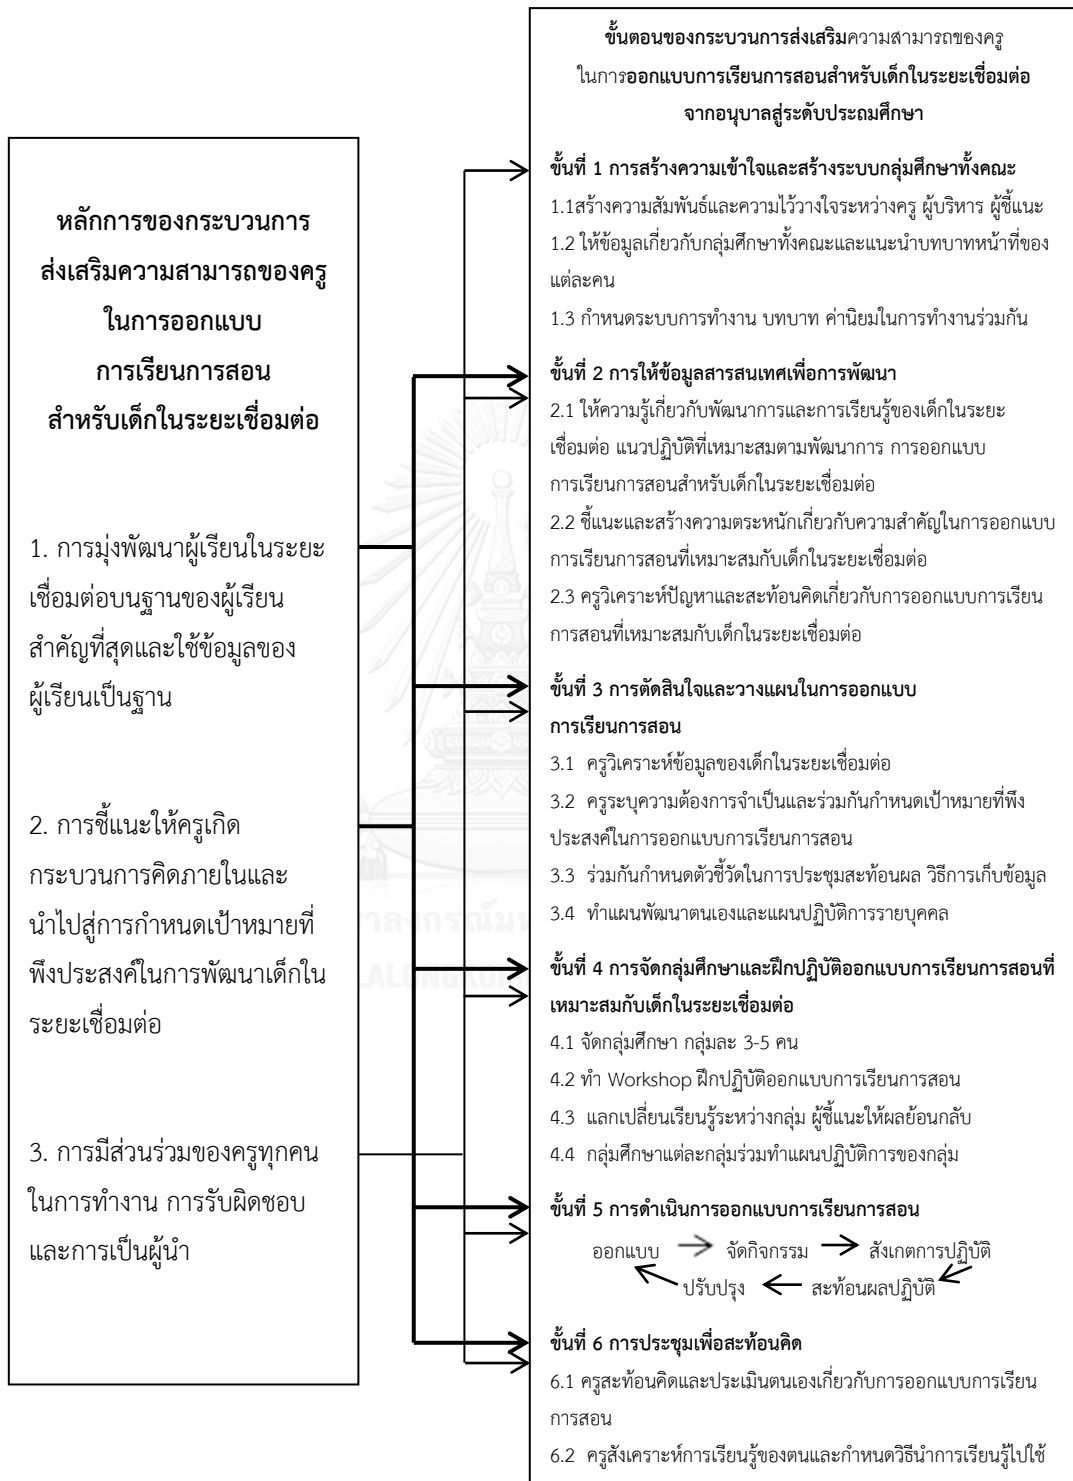 หลักการของกระบวนการ
ส่งเสริมความสามารถของครู
ในการออกแบบ
การเรียนการสอน
สำหรับเด็กในระยะเชื่อมต่อ
1. การมุ่งพัฒนาผู้เรียนในระยะ
เชื่อมต่อบนฐานของผู้เรียน
สำคัญที่สุดและใช้ข้อมูลของ
ผู้เรียนเป็นฐาน
2. การชี้แนะให้ครูเกิด
กระบวนการคิดภายในและ
นำไปสู่การกำหนดเป้าหมายที่
พึงประสงค์ในการพัฒนาเด็กใน
ระยะเชื่อมต่อ
3. การมีส่วนร่วมของครูทุกคน
ในการทำงาน การรับผิดชอบ
และการเป็นผู้นำ
ขั้นตอนของกระบวนการส่งเสริมความสามารถของครู
ในการออกแบบการเรียนการสอนสำหรับเด็กในระยะเชื่อมต่อ
จากอนุบาลสู่ระดับประถมศึกษา
ขั้นที่ 1 การสร้างความเข้าใจและสร้างระบบกลุ่มศึกษาทั้งคณะ
1.1สร้างความสัมพันธ์และความไว้วางใจระหว่างครู ผู้บริหาร ผู้ชี้แนะ
1.2 ให้ข้อมูลเกี่ยวกับกลุ่มศึกษาทั้งคณะและแนะนำบทบาทหน้าที่ของ
แต่ละคน
1.3 กำหนดระบบการทำงาน บทบาท ค่านิยมในการทำงานร่วมกัน
ขั้นที่ 2 การให้ข้อมูลสารสนเทศเพื่อการพัฒนา
2.1 ให้ความรู้เกี่ยวกับพัฒนาการและการเรียนรู้ของเด็กในระยะ
เชื่อมต่อ แนวปฏิบัติที่เหมาะสมตามพัฒนาการ การออกแบบ
การเรียนการสอนสำหรับเด็กในระยะเชื่อมต่อ
2.2 ชี้แนะและสร้างความตระหนักเกี่ยวกับความสำคัญในการออกแบบ
การเรียนการสอนที่เหมาะสมกับเด็กในระยะเชื่อมต่อ
2.3 ครูวิเคราะห์ปัญหาและสะท้อนคิดเกี่ยวกับการออกแบบการเรียน
การสอนที่เหมาะสมกับเด็กในระยะเชื่อมต่อ
ขั้นที่ 3 การตัดสินใจและวางแผนในการออกแบบ
การเรียนการสอน
3.1 ครูวิเคราะห์ข้อมูลของเด็กในระยะเชื่อมต่อ
3.2 ครูระบุความต้องการจำเป็นและร่วมกันกำหนดเป้าหมายที่พึง
ประสงค์ในการออกแบบการเรียนการสอน
3.3 ร่วมกันกำหนดตัวชี้วัดในการประชุมสะท้อนผล วิธีการเก็บข้อมูล
3.4 ทำแผนพัฒนาตนเองและแผนปฏิบัติการรายบุคคล
ขั้นที่ 4 การจัดกลุ่มศึกษาและฝึกปฏิบัติออกแบบการเรียนการสอนที่
เหมาะสมกับเด็กในระยะเชื่อมต่อ
4.1 จัดกลุ่มศึกษา กลุ่มละ 3-5 คน
4.2 ทำ Workshop ฝึกปฏิบัติออกแบบการเรียนการสอน
4.3 แลกเปลี่ยนเรียนรู้ระหว่างกลุ่ม ผู้ชี้แนะให้ผลย้อนกลับ
4.4 กลุ่มศึกษาแต่ละกลุ่มร่วมทำแผนปฏิบัติการของกลุ่ม
ขั้นที่ 5 การดำเนินการออกแบบการเรียนการสอน
ออกแบบ จัดกิจกรรม สังเกตการปฏิบัติ
ปรับปรุง สะท้อนผลปฏิบัติ
ขั้นที่ 6 การประชุมเพื่อสะท้อนคิด
6.1 ครูสะท้อนคิดและประเมินตนเองเกี่ยวกับการออกแบบการเรียน
การสอน
6.2 ครูสังเคราะห์การเรียนรู้ของตนและกำหนดวิธีนำการเรียนรู้ไปใช้